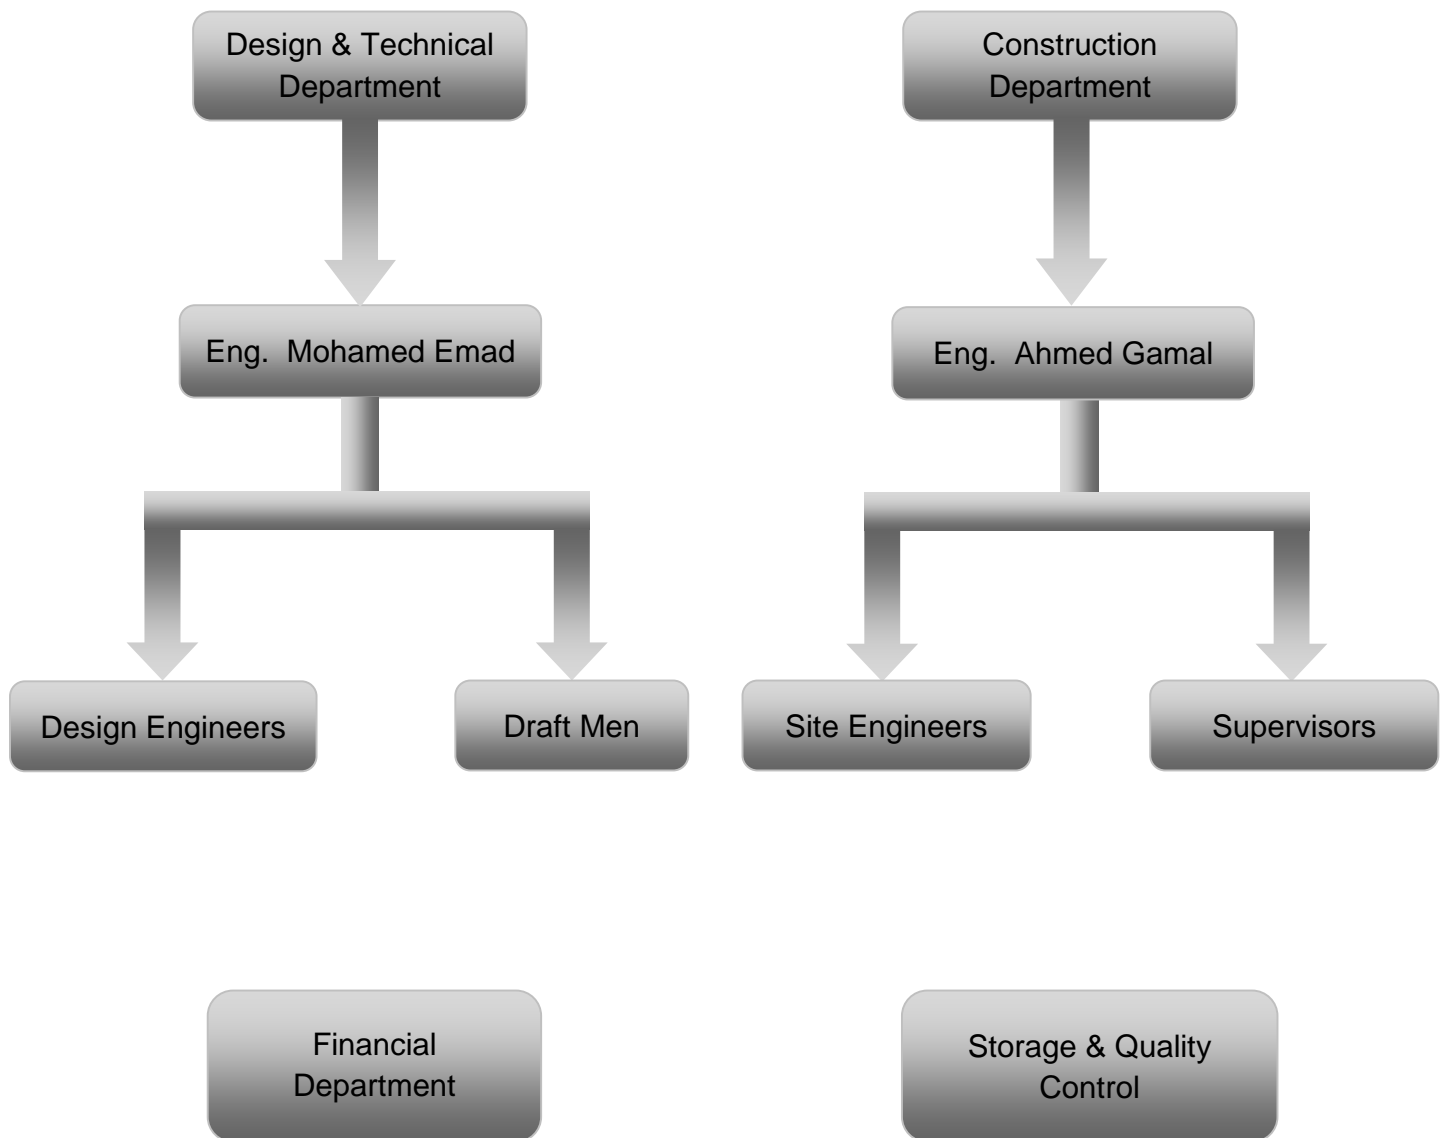 Design & Technical
Department
Construction
Department
Eng.  Mohamed Emad
Eng.  Ahmed Gamal
Design Engineers
Draft Men
Site Engineers
Supervisors
Financial
Department
Storage & Quality
Control